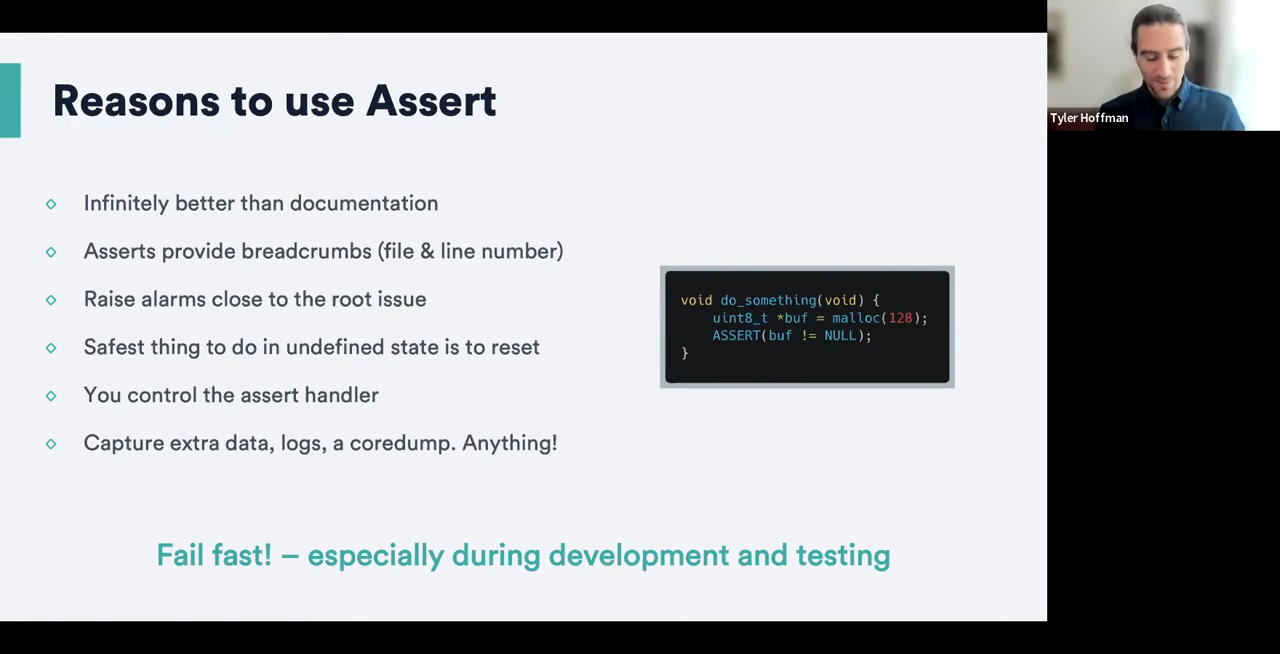 Reasons to use Assert
Infinitely better than documentation
Asserts provide breadcrumbs (file & line number)
Raise alarms close to the root issue
Safest thing to do in undefined state is to reset
You control the assert handler
Capture extra data, logs, a coredump. Anything!
void do_something(void) {
    uint8_t *buf = malloc(128);
    ASSERT(buf != NULL);
}
Fail fast! – especially during development and testing
Tyler Hoffman